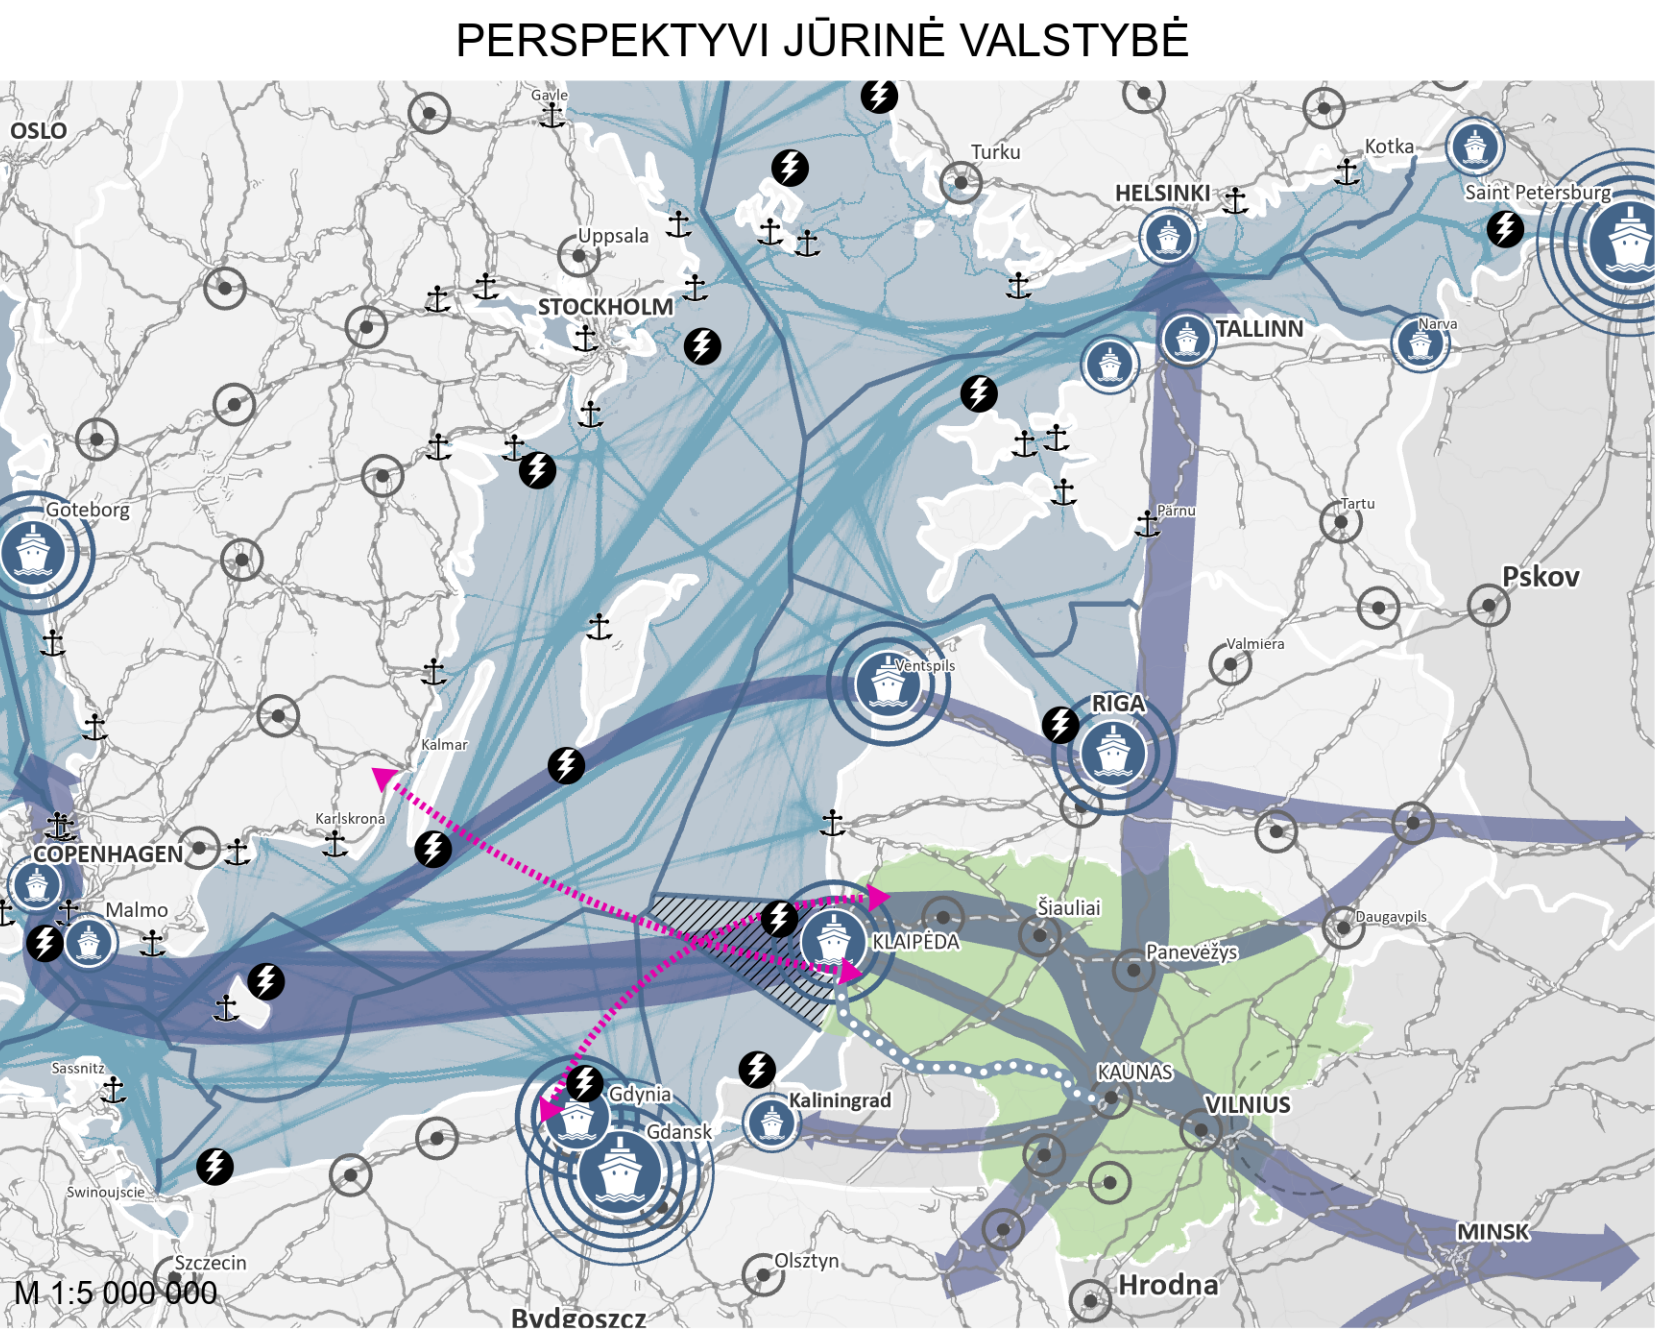 PERSPEKTYVI JŪRINĖ VALSTYBĖ
Gavle
OSLO
Turku
Kotka
HELSINKI
Saint Petersburg
Uppsala
STOCKHOLM
TALLINN
Narva
Goteborg
Pärnu
Tartu
Pskov
Valmiera
Ventspils
RIGA
Kalmar
Karlskrona
COPENHAGEN
Malmo
Šiauliai
Daugavpils
KLAIPĖDA
Panevėžys
Sassnitz
KAUNAS
Gdynia
Kaliningrad
VILNIUS
Gdansk
Swinoujscie
MINSK
Olsztyn
Szczecin
Hrodna
M 1:5 000 000
Bydgoszcz